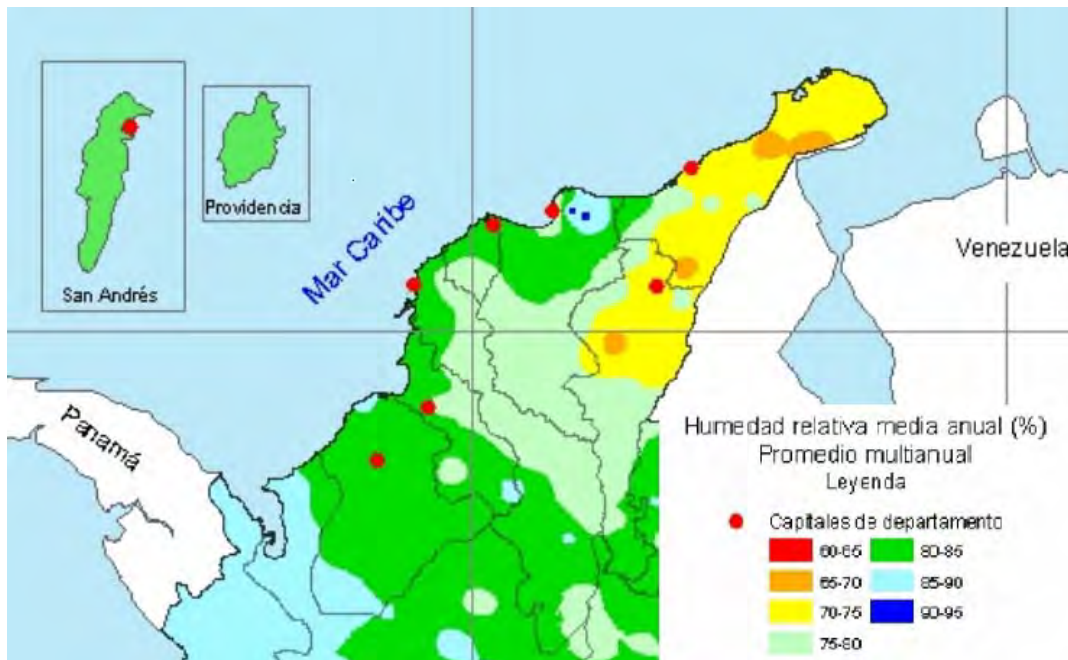 San Andrés
Providencia
Mar Caribe
Venezuela
Panamá
Humedad relativa media anual (%)
Promedio multianual
Leyenda
Capitales de departamento
60-65
65-70
70-75
75-80
80-85
85-90
90-95